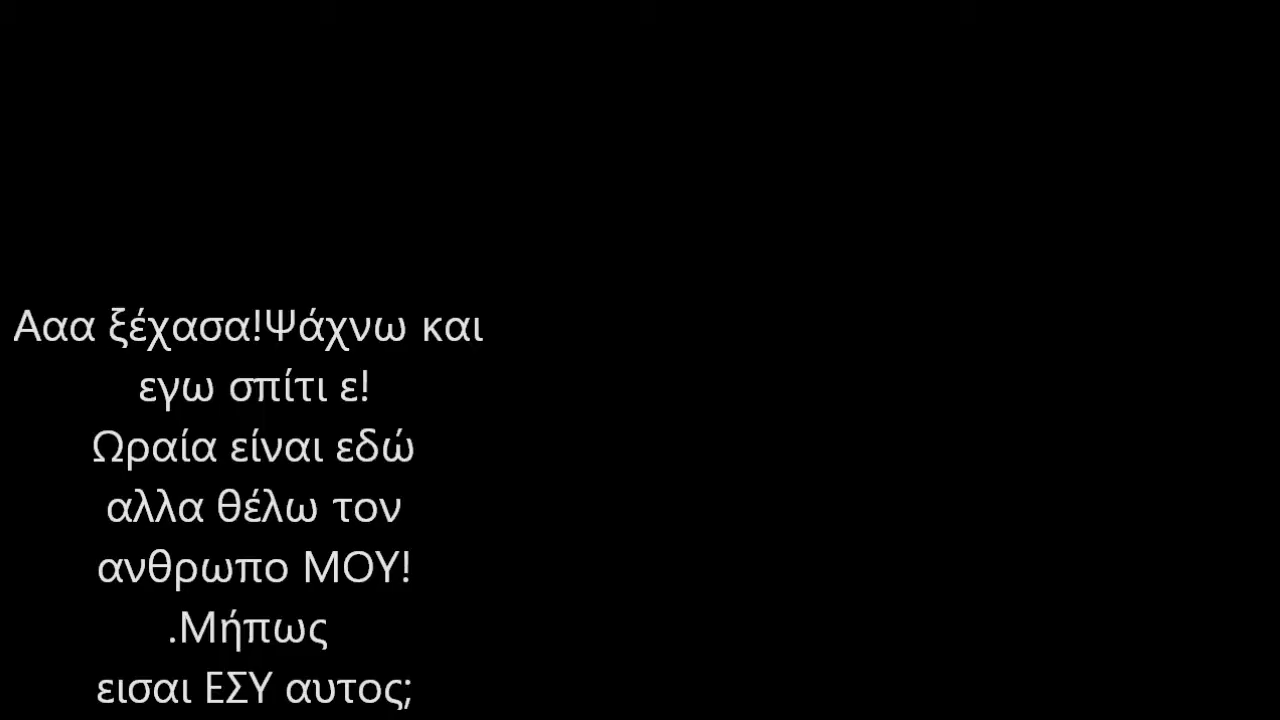 Ααα ξέχασα!Ψάχνω και
εγω σπίτι ε!
Ωραία είναι εδώ
αλλα θέλω τον
ανθρωπο ΜΟΥ!
.Μήπως
εισαι ΕΣΥ αυτος;